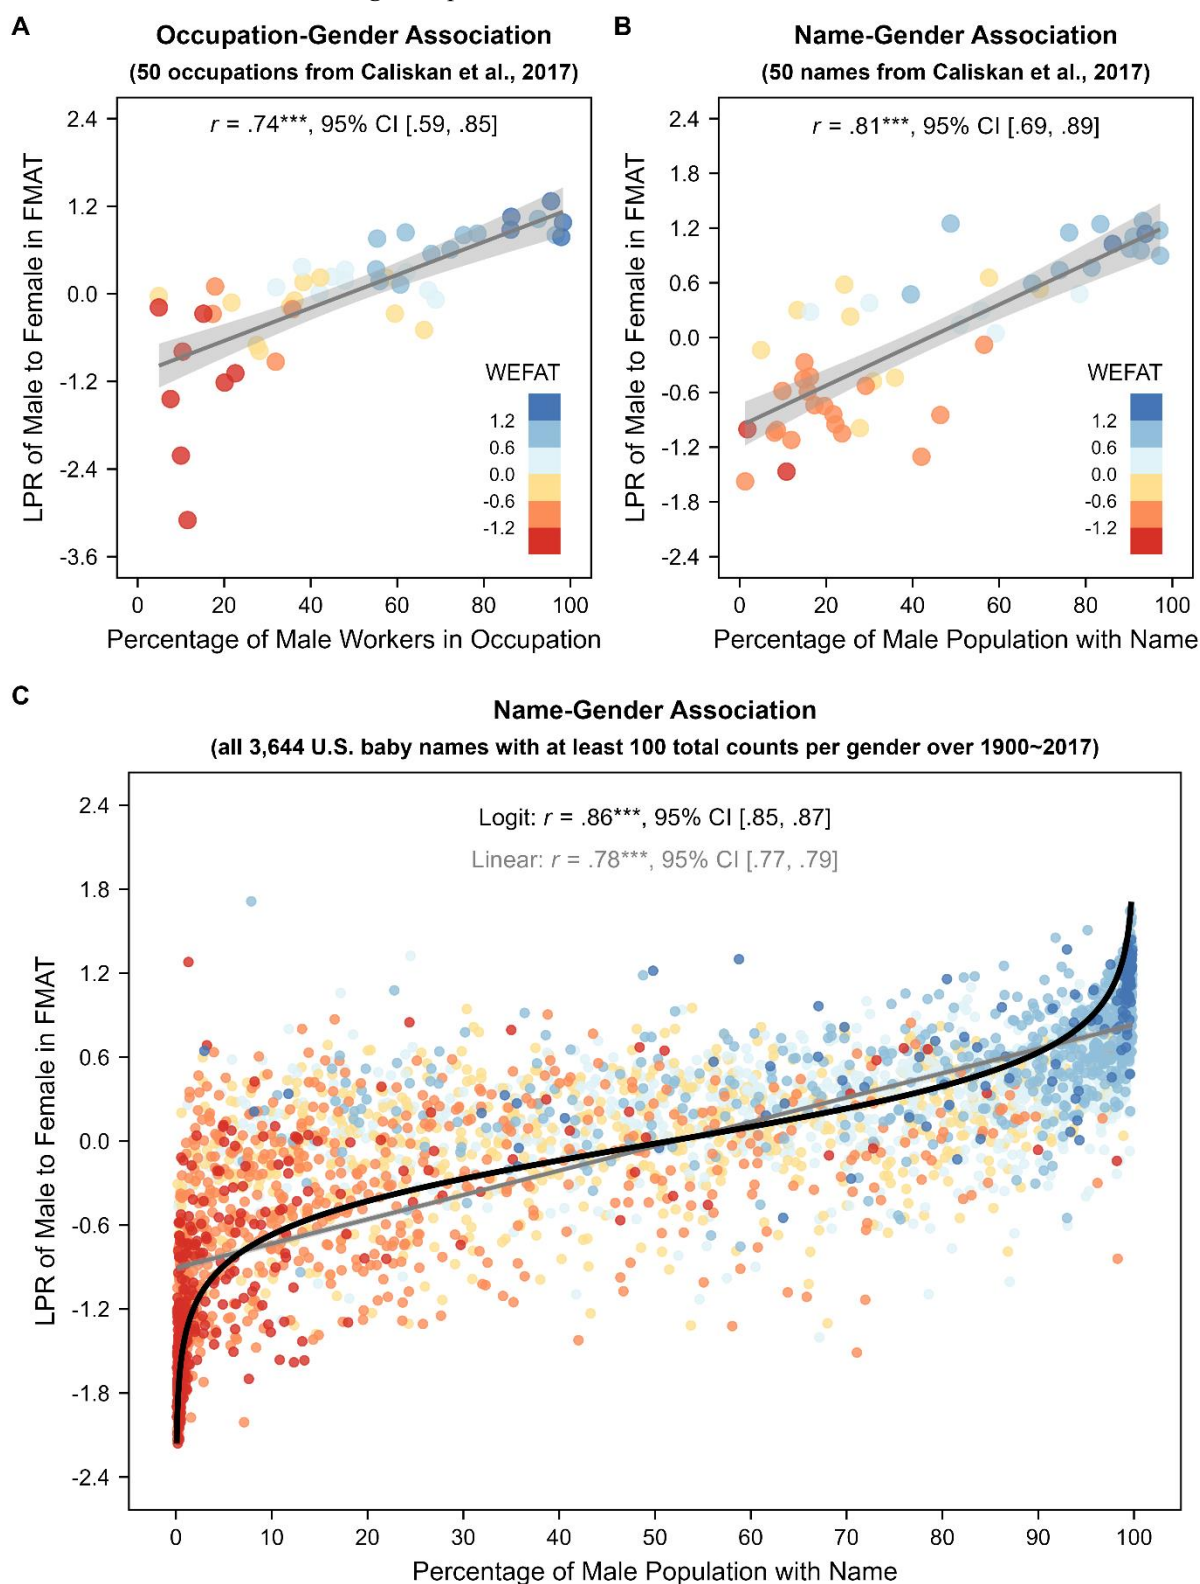 A
Occupation-Gender Association
(50 occupations from Caliskan et al., 2017)
r = .74***, 95% CI [.59, .85]
LPR of Male to Female in FMAT
2.4
1.2
0.0
-1.2
-2.4
-3.6
WEFAT
1.2
0.6
0.0
-0.6
-1.2
0 20 40 60 80 100
Percentage of Male Workers in Occupation
B
Name-Gender Association
(50 names from Caliskan et al., 2017)
r = .81***, 95% CI [.69, .89]
LPR of Male to Female in FMAT
2.4
1.8
1.2
0.6
0.0
-0.6
-1.2
-1.8
-2.4
WEFAT
1.2
0.6
0.0
-0.6
-1.2
0 20 40 60 80 100
Percentage of Male Population with Name
C
Name-Gender Association
(all 3,644 U.S. baby names with at least 100 total counts per gender over 1900~2017)
Logit: r = .86***, 95% CI [.85, .87]
Linear: r = .78***, 95% CI [.77, .79]
LPR of Male to Female in FMAT
2.4
1.8
1.2
0.6
0.0
-0.6
-1.2
-1.8
-2.4
0 10 20 30 40 50 60 70 80 90 100
Percentage of Male Population with Name